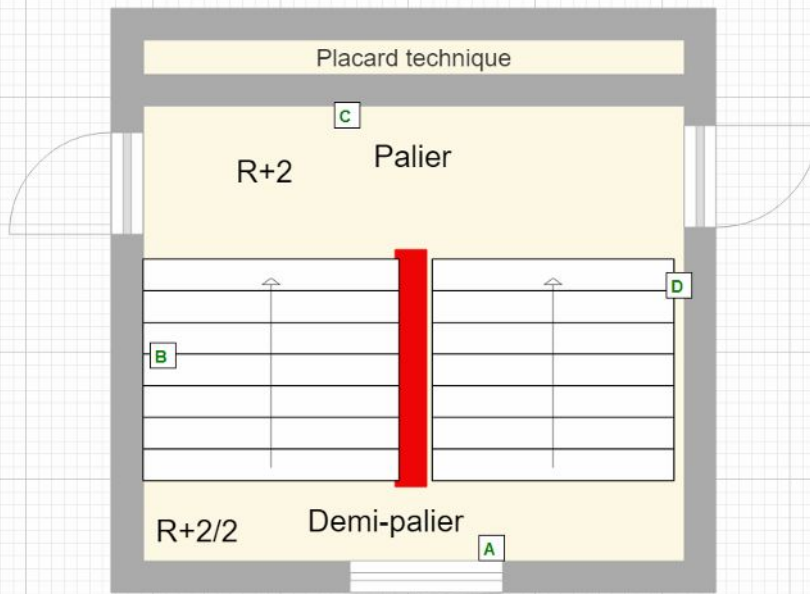 Placard technique
C
Palier
R+2
D
B
Demi-palier
R+2/2
A